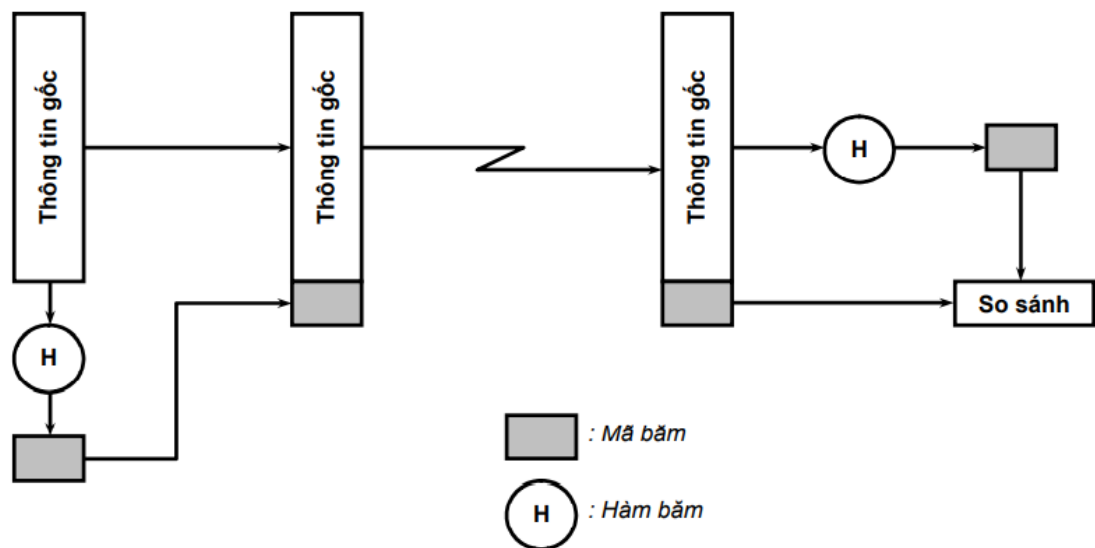 Thông tin gốc
Thông tin gốc
Thông tin gốc
H
So sánh
H
: Mã băm
H
: Hàm băm